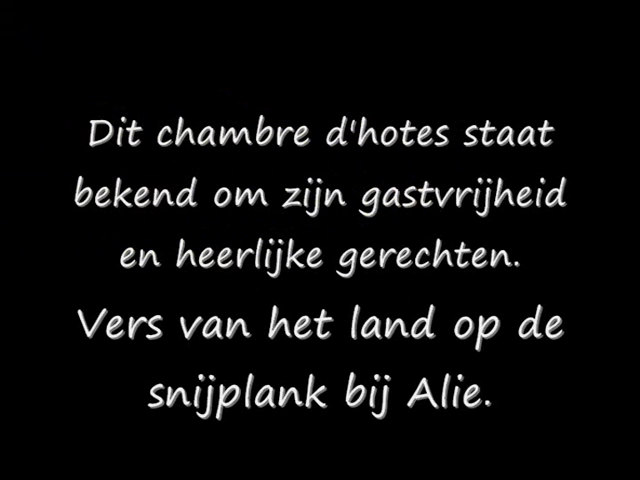 Dit chambre d'hotes staat
bekend om zijn gastvrijheid
en heerlijke gerechten.
Vers van het land op de
snijplank bij Alie.